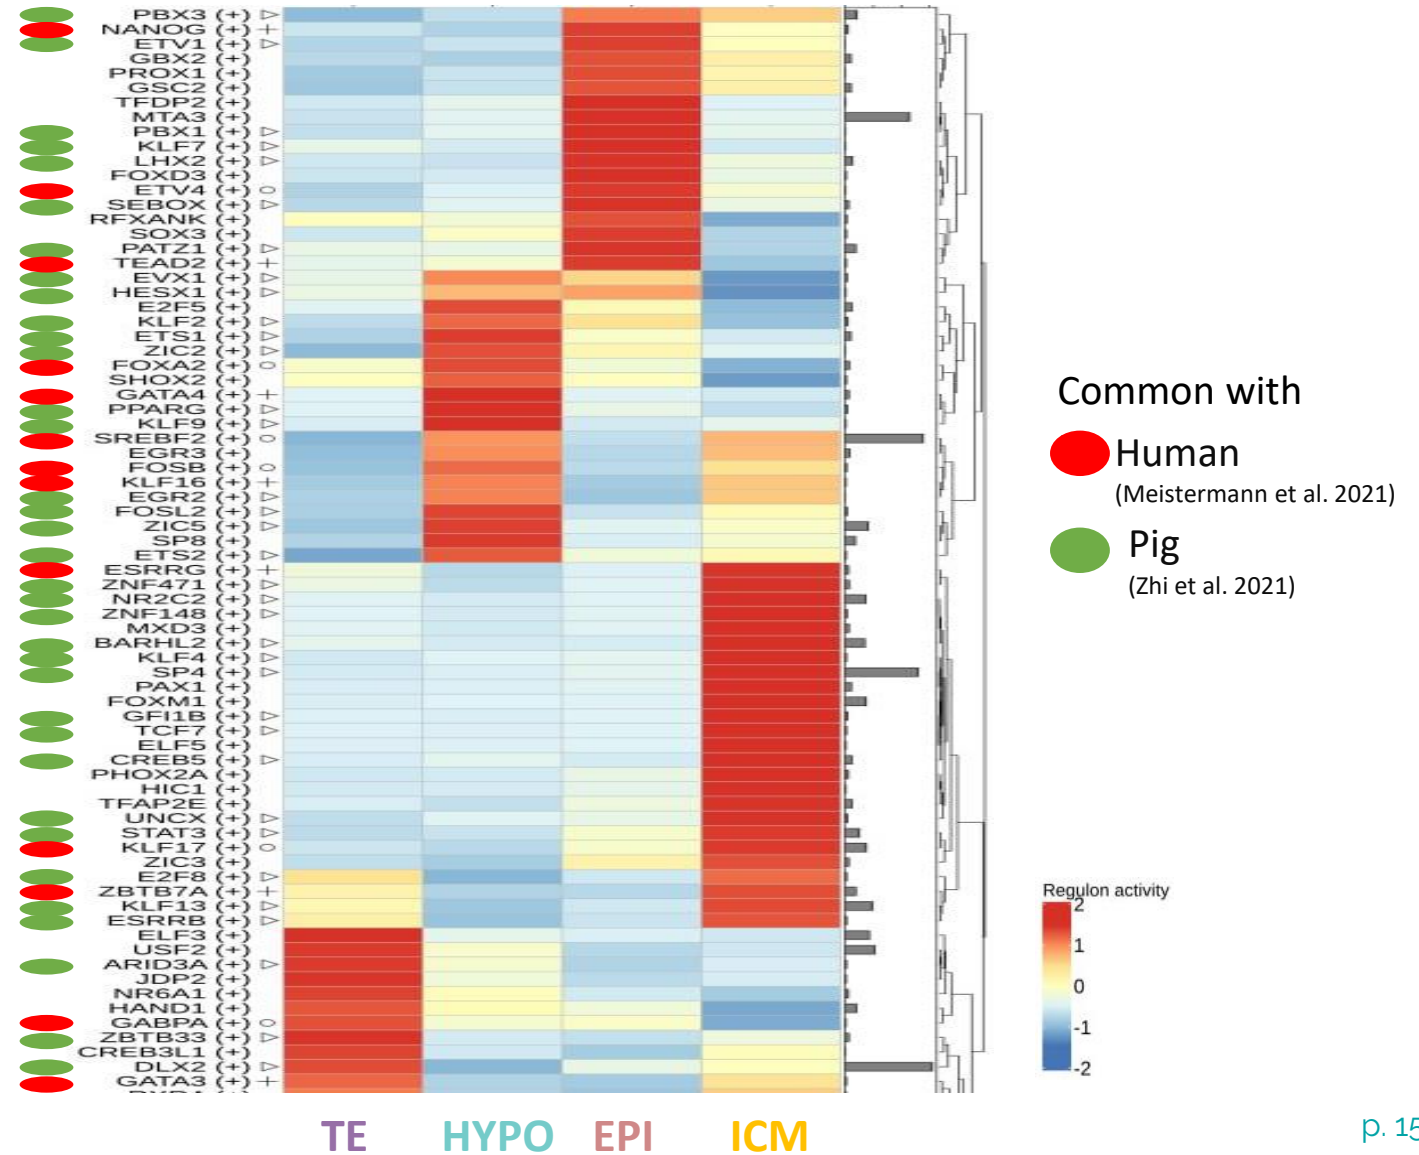 PBX3 (+) ▷
NANOG (+) +
ETV1 (+) ▷
GBX2 (+)
PROX1 (+)
GSC2 (+)
TFDP2 (+)
MTA3 (+)
PBX1 (+) ▷
KLF7 (+) ▷
LHX2 (+) ▷
FOXD3 (+)
ETV4 (+) ○
SEBOX (+) ▷
RFXANK (+)
SOX3 (+)
PATZ1 (+) ▷
TEAD2 (+) +
EVX1 (+) ▷
HESX1 (+) ▷
E2F5 (+)
KLF2 (+) ▷
ETS1 (+) ▷
ZIC2 (+) ▷
FOXA2 (+) ○
SHOX2 (+)
GATA4 (+) +
PPARG (+) ▷
KLF9 (+) ▷
SREBF2 (+) ○
EGR3 (+)
FOSB (+) ○
KLF16 (+) +
EGR2 (+) ▷
FOSL2 (+) ▷
ZIC5 (+) ▷
SP8 (+)
ETS2 (+) ▷
ESRRG (+) +
ZNF471 (+) ▷
NR2C2 (+) ▷
ZNF148 (+) ▷
MXD3 (+)
BARHL2 (+) ▷
KLF4 (+) ▷
SP4 (+) ▷
PAX1 (+)
FOXM1 (+)
GFI1B (+) ▷
TCF7 (+) ▷
ELF5 (+)
CREB5 (+) ▷
PHOX2A (+)
HIC1 (+)
TFAP2E (+)
UNCX (+) ▷
STAT3 (+) ▷
KLF17 (+) ○
ZIC3 (+)
E2F8 (+) ▷
ZBTB7A (+) +
KLF13 (+) ▷
ESRRB (+) ▷
ELF3 (+)
USF2 (+)
ARID3A (+) ▷
JDP2 (+)
NR6A1 (+)
HAND1 (+)
GABPA (+) ○
ZBTB33 (+) ▷
CREB3L1 (+)
DLX2 (+) ▷
GATA3 (+) +
TE HYPO EPI ICM
Common with
Human
(Meistermann et al. 2021)
Pig
(Zhi et al. 2021)
Regulon activity
2
1
0
-1
-2
p. 15